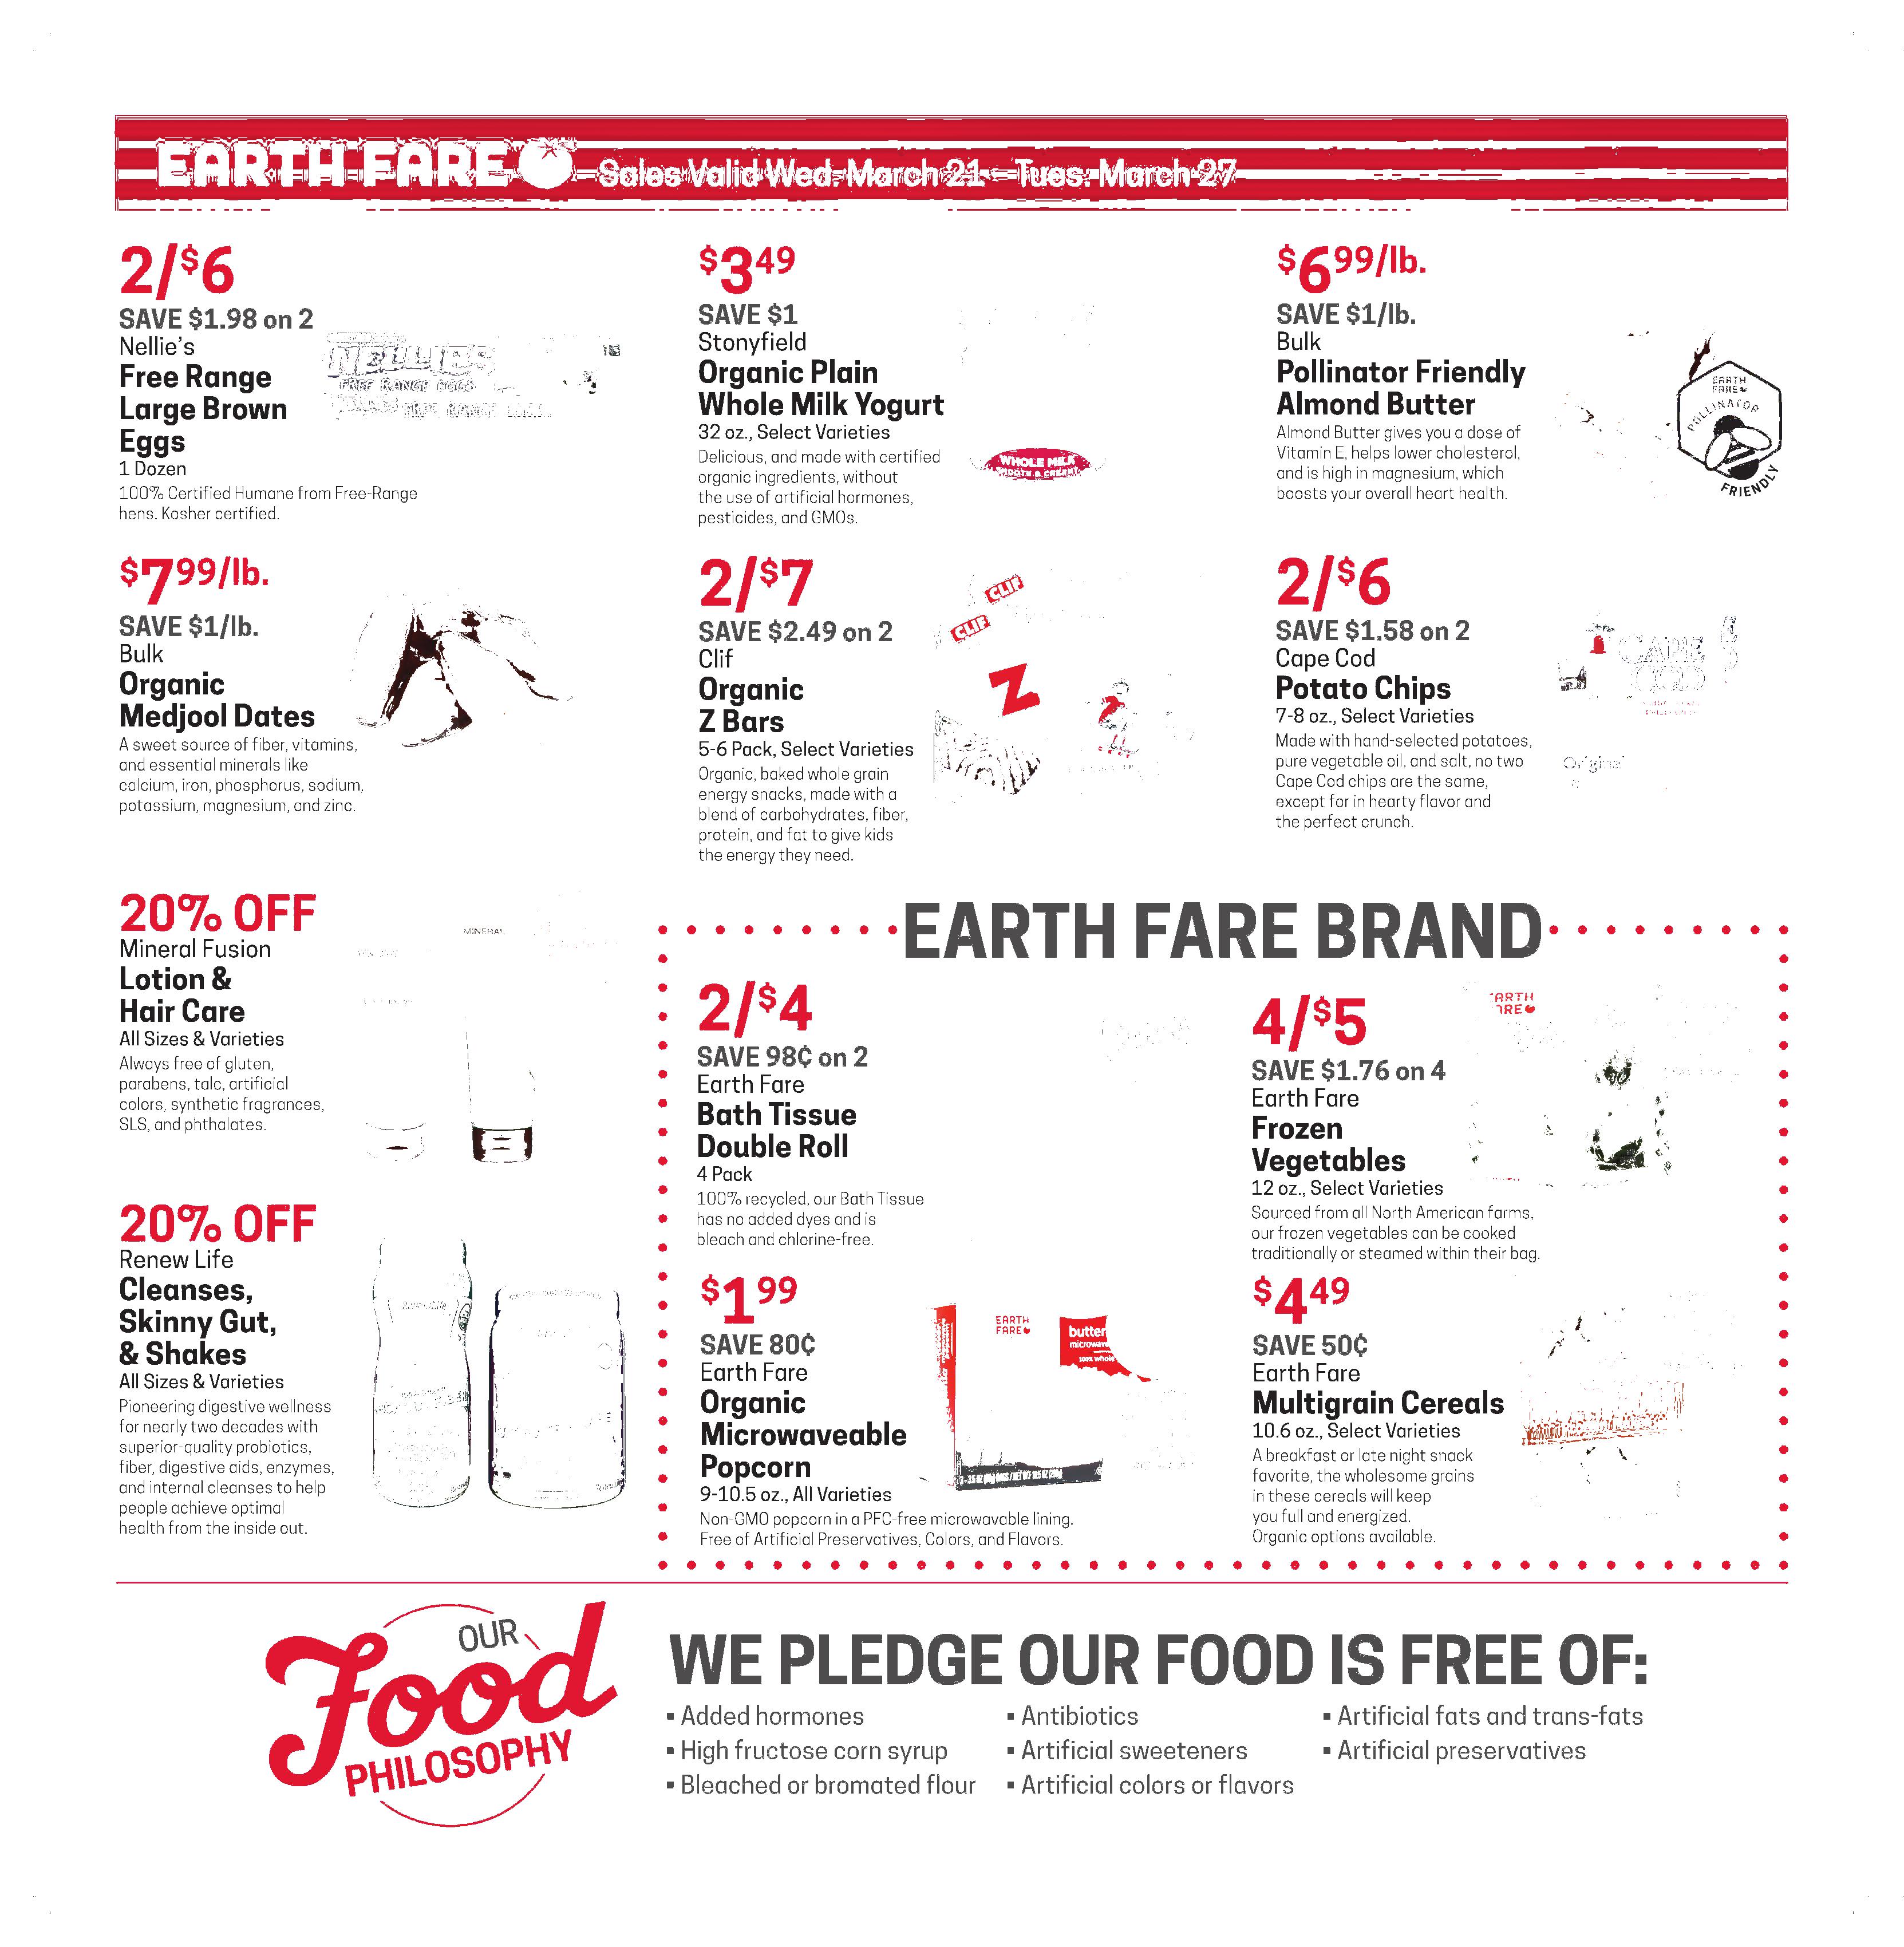 EARTH FARE Sales Valid Wed. March 21 - Tues. March 27
2/$6
SAVE $1.98 on 2
Nellie's
Free Range
Large Brown
Eggs
1 Dozen
100% Certified Humane from Free-Range
hens. Kosher certified.
NELLIE'S
FREE RANGE EGGS
$3.49
SAVE $1
Stonyfield
Organic Plain
Whole Milk Yogurt
32 oz., Select Varieties
Delicious, and made with certified
organic ingredients, without
the use of artificial hormones,
pesticides, and GMOs.
WHOLE MILK
SMOOTH & CREAMY
$6.99/lb.
SAVE $1/lb.
Bulk
Pollinator Friendly
Almond Butter
Almond Butter gives you a dose of
Vitamin E, helps lower cholesterol,
and is high in magnesium, which
boosts your overall heart health.
EARTH
FARE
POLLINATOR
FRIENDLY
$7.99/lb.
SAVE $1/lb.
Bulk
Organic
Medjool Dates
A sweet source of fiber, vitamins,
and essential minerals like
calcium, iron, phosphorus, sodium,
potassium, magnesium, and zinc.
2/$7
SAVE $2.49 on 2
Clif
Organic
Z Bars
5-6 Pack, Select Varieties
Organic, baked whole grain
energy snacks, made with a
blend of carbohydrates, fiber,
protein, and fat to give kids
the energy they need.
CLIF
CLIF
Z
2/$6
SAVE $1.58 on 2
Cape Cod
Potato Chips
7-8 oz., Select Varieties
Made with hand-selected potatoes,
pure vegetable oil, and salt, no two
Cape Cod chips are the same,
except for in hearty flavor and
the perfect crunch.
CAPE
COD
Original
20% OFF
Mineral Fusion
Lotion &
Hair Care
All Sizes & Varieties
Always free of gluten,
parabens, talc, artificial
colors, synthetic fragrances,
SLS, and phthalates.
MINERAL
20% OFF
Renew Life
Cleanses,
Skinny Gut,
& Shakes
All Sizes & Varieties
Pioneering digestive wellness
for nearly two decades with
superior-quality probiotics,
fiber, digestive aids, enzymes,
and internal cleanses to help
people achieve optimal
health from the inside out.
EARTH FARE BRAND
2/$4
SAVE 98¢ on 2
Earth Fare
Bath Tissue
Double Roll
4 Pack
100% recycled, our Bath Tissue
has no added dyes and is
bleach and chlorine-free.
4/$5
SAVE $1.76 on 4
Earth Fare
Frozen
Vegetables
12 oz., Select Varieties
Sourced from all North American farms,
our frozen vegetables can be cooked
traditionally or steamed within their bag.
$1.99
SAVE 80¢
Earth Fare
Organic
Microwaveable
Popcorn
9-10.5 oz., All Varieties
Non-GMO popcorn in a PFC-free microwavable lining.
Free of Artificial Preservatives, Colors, and Flavors.
EARTH
FARE
butter
100% whole
$4.49
SAVE 50¢
Earth Fare
Multigrain Cereals
10.6 oz., Select Varieties
A breakfast or late night snack
favorite, the wholesome grains
in these cereals will keep
you full and energized.
Organic options available.
OUR
Food
PHILOSOPHY
WE PLEDGE OUR FOOD IS FREE OF:
▪ Added hormones
▪ High fructose corn syrup
▪ Bleached or bromated flour
▪ Antibiotics
▪ Artificial sweeteners
▪ Artificial colors or flavors
▪ Artificial fats and trans-fats
▪ Artificial preservatives